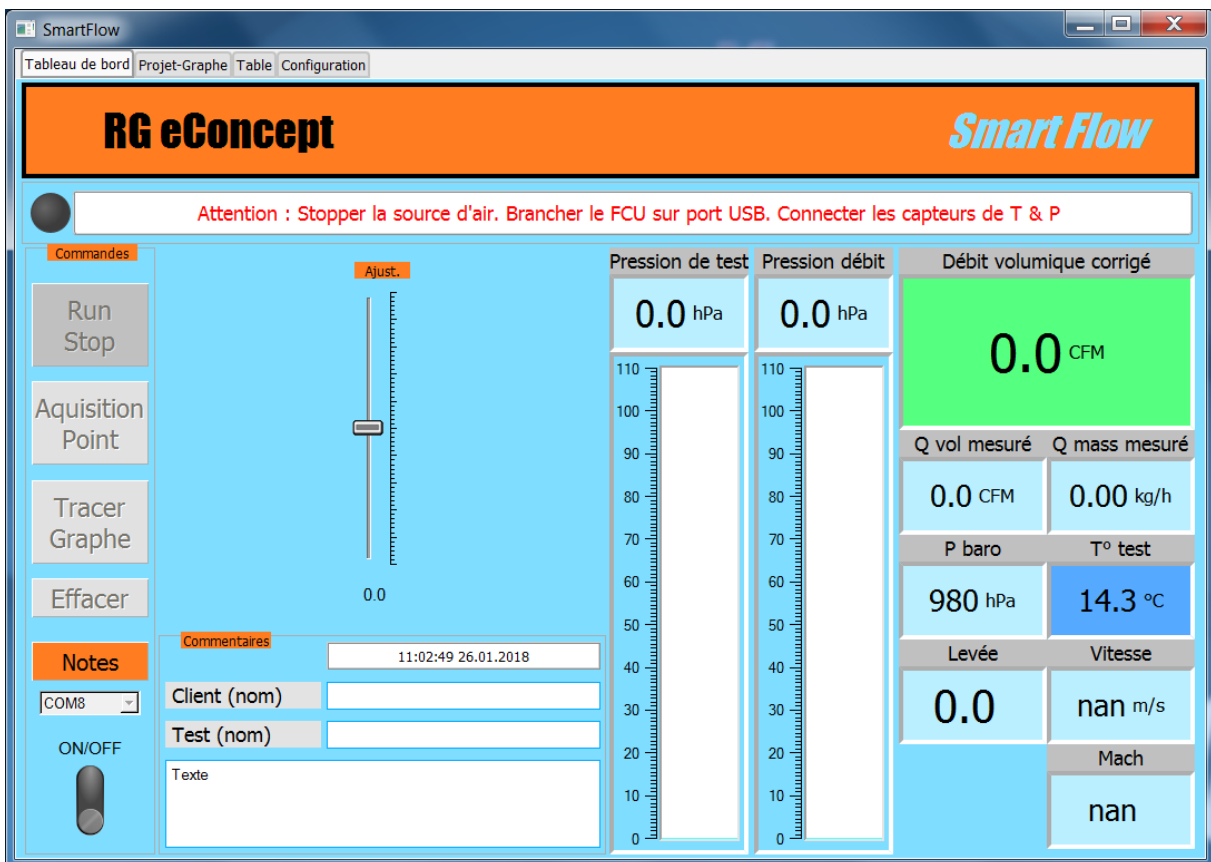 SmartFlow
Tableau de bord Projet-Graphe Table Configuration
RG eConcept Smart Flow
Attention : Stopper la source d'air. Brancher le FCU sur port USB. Connecter les capteurs de T & P
Commandes
Run
Stop
Aquisition
Point
Tracer
Graphe
Effacer
Notes
COM8
ON/OFF
Ajust.
0.0
Commentaires
11:02:49 26.01.2018
Client (nom)
Test (nom)
Texte
Pression de test
0.0 hPa
110
100
90
80
70
60
50
40
30
20
10
0
Pression débit
0.0 hPa
110
100
90
80
70
60
50
40
30
20
10
0
Débit volumique corrigé
0.0 CFM
Q vol mesuré Q mass mesuré
0.0 CFM 0.00 kg/h
P baro Tº test
980 hPa 14.3 ºC
Levée Vitesse
0.0 nan m/s
Mach
nan